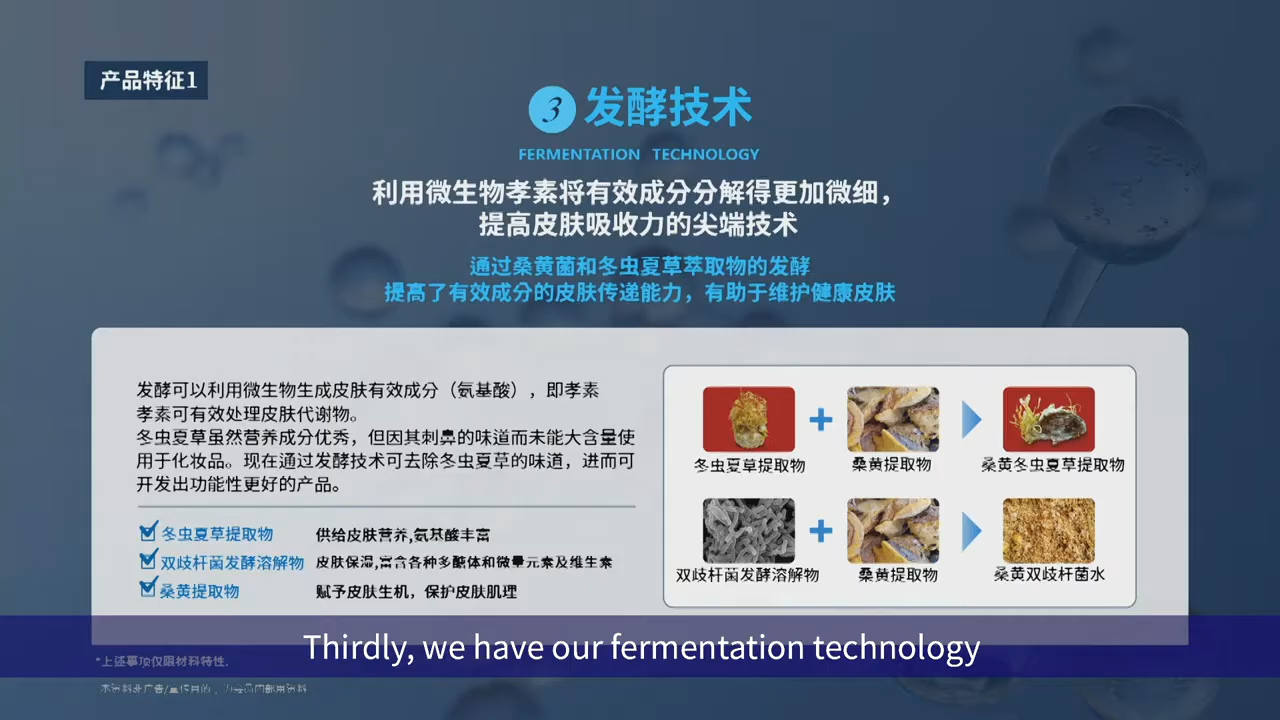 产品特征1
3 发酵技术
FERMENTATION TECHNOLOGY
利用微生物孝素将有效成分分解得更加微细，
提高皮肤吸收力的尖端技术
通过桑黄菌和冬虫夏草萃取物的发酵
提高了有效成分的皮肤传递能力，有助于维护健康皮肤
发酵可以利用微生物生成皮肤有效成分（氨基酸），即孝素
孝素可有效处理皮肤代谢物。
冬虫夏草虽然营养成分优秀，但因其刺鼻的味道而未能大含量使
用于化妆品。现在通过发酵技术可去除冬虫夏草的味道，进而可
开发出功能性更好的产品。
冬虫夏草提取物 供给皮肤营养,氨基酸丰富
双歧杆菌发酵溶解物 皮肤保湿,富含各种多醣体和微量元素及维生素
桑黄提取物 赋予皮肤生机，保护皮肤肌理
冬虫夏草提取物 桑黄提取物 桑黄冬虫夏草提取物
双歧杆菌发酵溶解物 桑黄提取物 桑黄双歧杆菌水
Thirdly, we have our fermentation technology
*上述事项仅限材料特性.
本资料非广告/宣传目的，